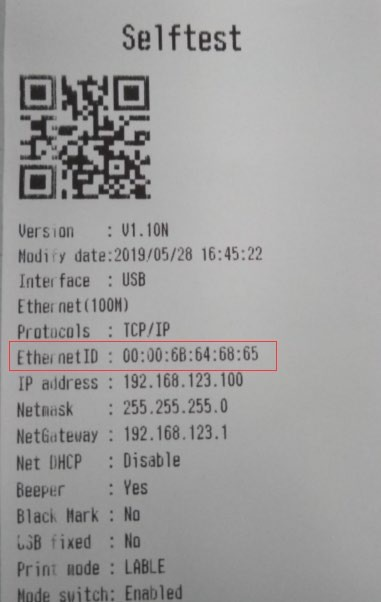 Selftest
Version : V1.10N
Modify date:2019/05/28 16:45:22
Interface : USB
Ethernet(100M)
Protocols : TCP/IP
EthernetID : 00:00:6B:64:68:65
IP address : 192.168.123.100
Netmask : 255.255.255.0
NetGateway : 192.168.123.1
Net DHCP : Disable
Beeper : Yes
Black Mark : No
USB fixed : No
Print mode : LABLE
Mode switch: Enabled